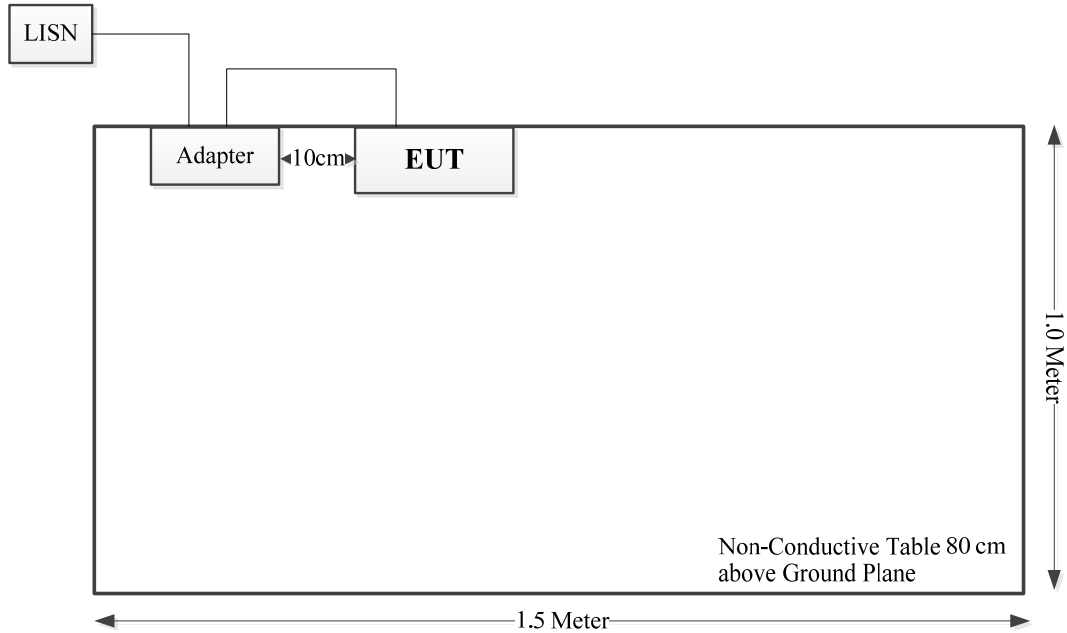 LISN
Adapter
10cm
EUT
1.0 Meter
Non-Conductive Table 80 cm
above Ground Plane
1.5 Meter